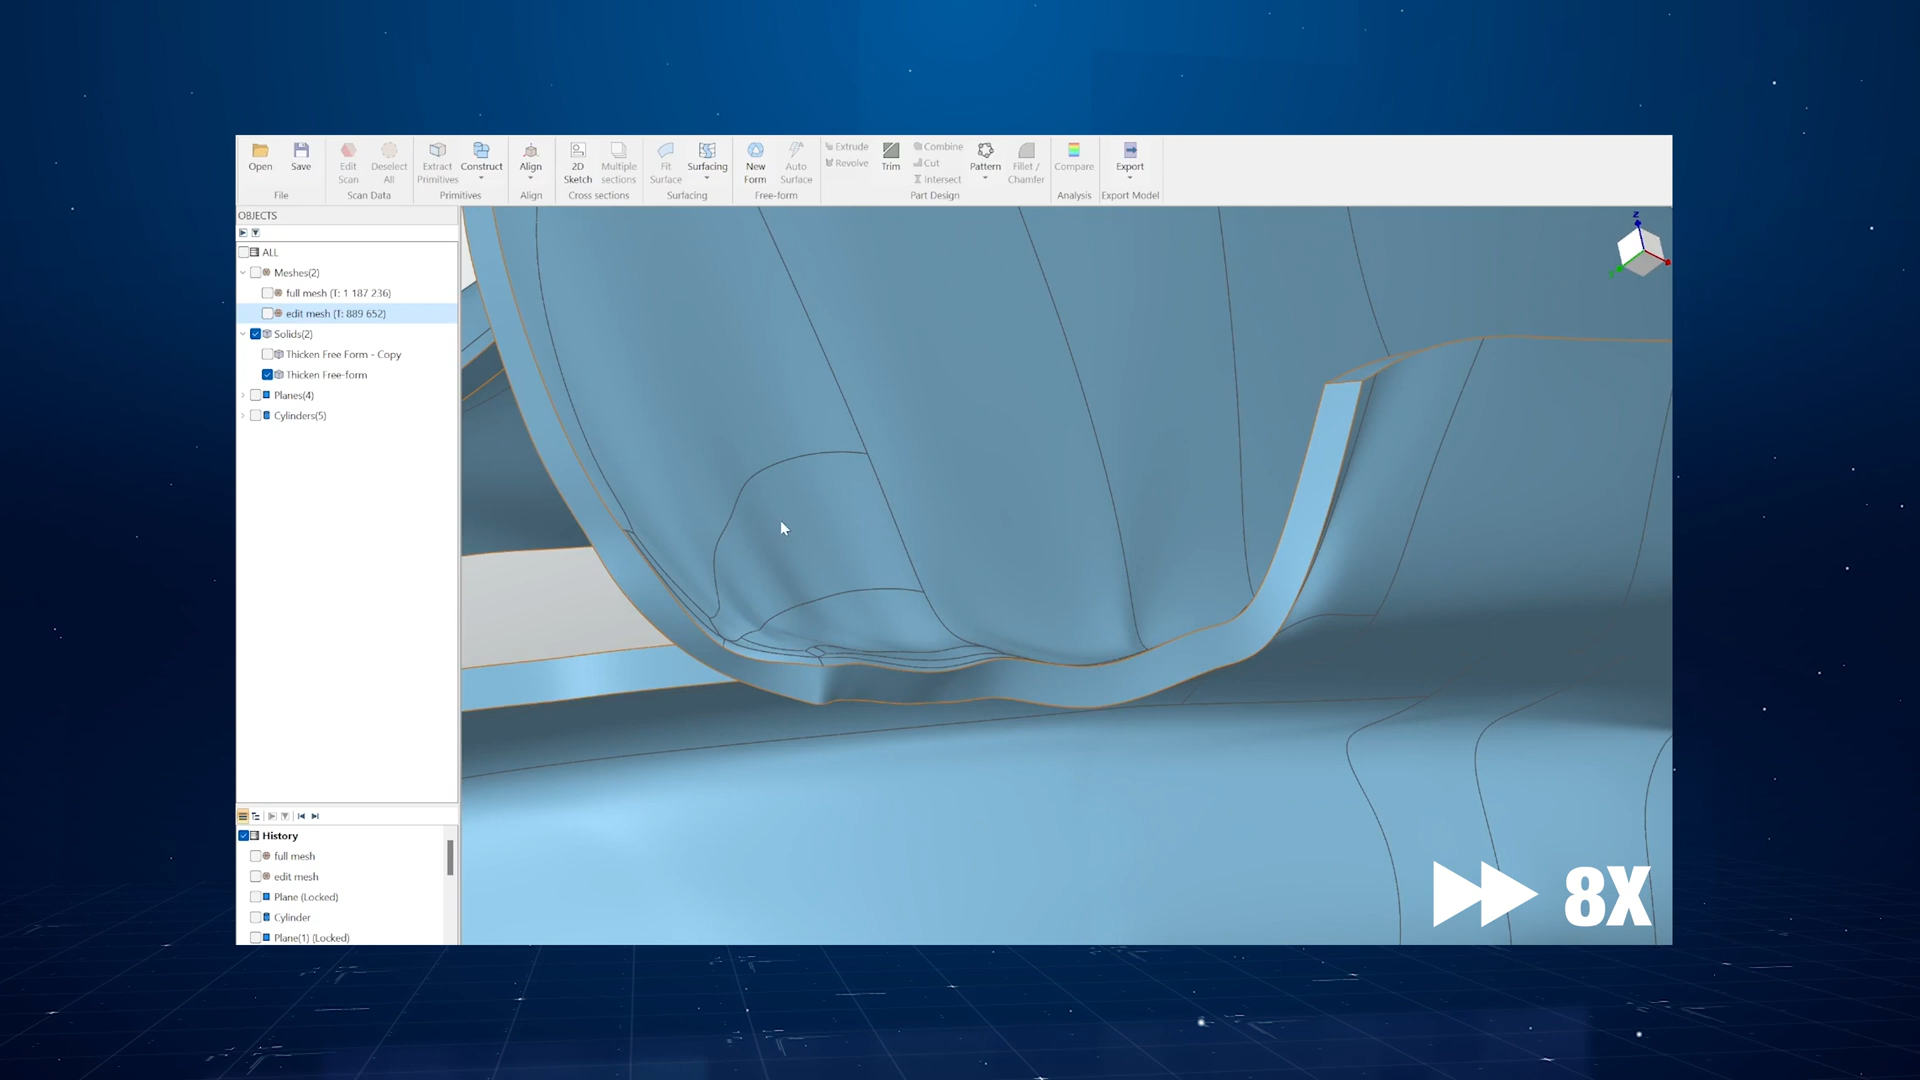 Open
Save
Edit Scan
Deselect All
Extract Primitives
Construct
Align
2D Sketch
Multiple sections
Fit Surface
Surfacing
New Form
Auto Surface
Extrude
Revolve
Trim
Combine
Cut
Intersect
Pattern
Fillet / Chamfer
Compare
Export
File
Scan Data
Primitives
Align
Cross sections
Surfacing
Free-form
Part Design
Analysis
Export Model
OBJECTS
ALL
Meshes(2)
full mesh (T: 1 187 236)
edit mesh (T: 889 652)
Solids(2)
Thicken Free Form - Copy
Thicken Free-form
Planes(4)
Cylinders(5)
History
full mesh
edit mesh
Plane (Locked)
Cylinder
Plane(1) (Locked)
Z
8X